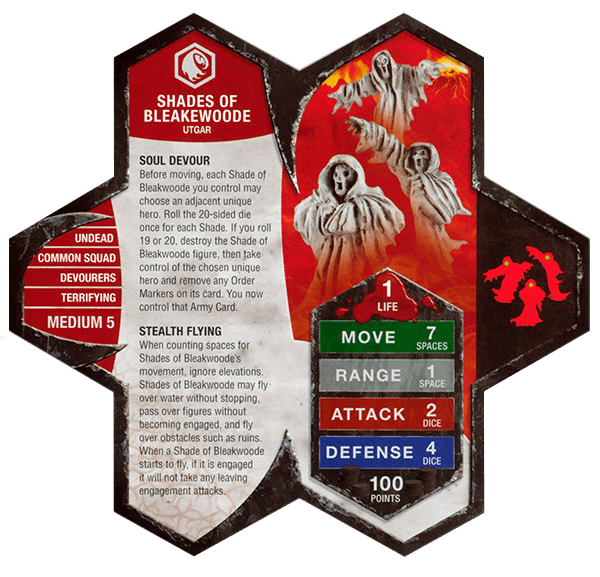 SHADES OF
BLEAKEWOODE
UTGAR
SOUL DEVOUR
Before moving, each Shade of
Bleakwoode you control may
choose an adjacent unique
hero. Roll the 20-sided die
once for each Shade. If you roll
19 or 20, destroy the Shade of
Bleakwoode figure, then take
control of the chosen unique
hero and remove any Order
Markers on its card. You now
control that Army Card.
STEALTH FLYING
When counting spaces for
Shades of Bleakwoode's
movement, ignore elevations.
Shades of Bleakwoode may fly
over water without stopping,
pass over figures without
becoming engaged, and fly
over obstacles such as ruins.
When a Shade of Bleakwoode
starts to fly, if it is engaged
it will not take any leaving
engagement attacks.
UNDEAD
COMMON SQUAD
DEVOURERS
TERRIFYING
MEDIUM 5
1
LIFE
MOVE 7
SPACES
RANGE 1
SPACE
ATTACK 2
DICE
DEFENSE 4
DICE
100
POINTS